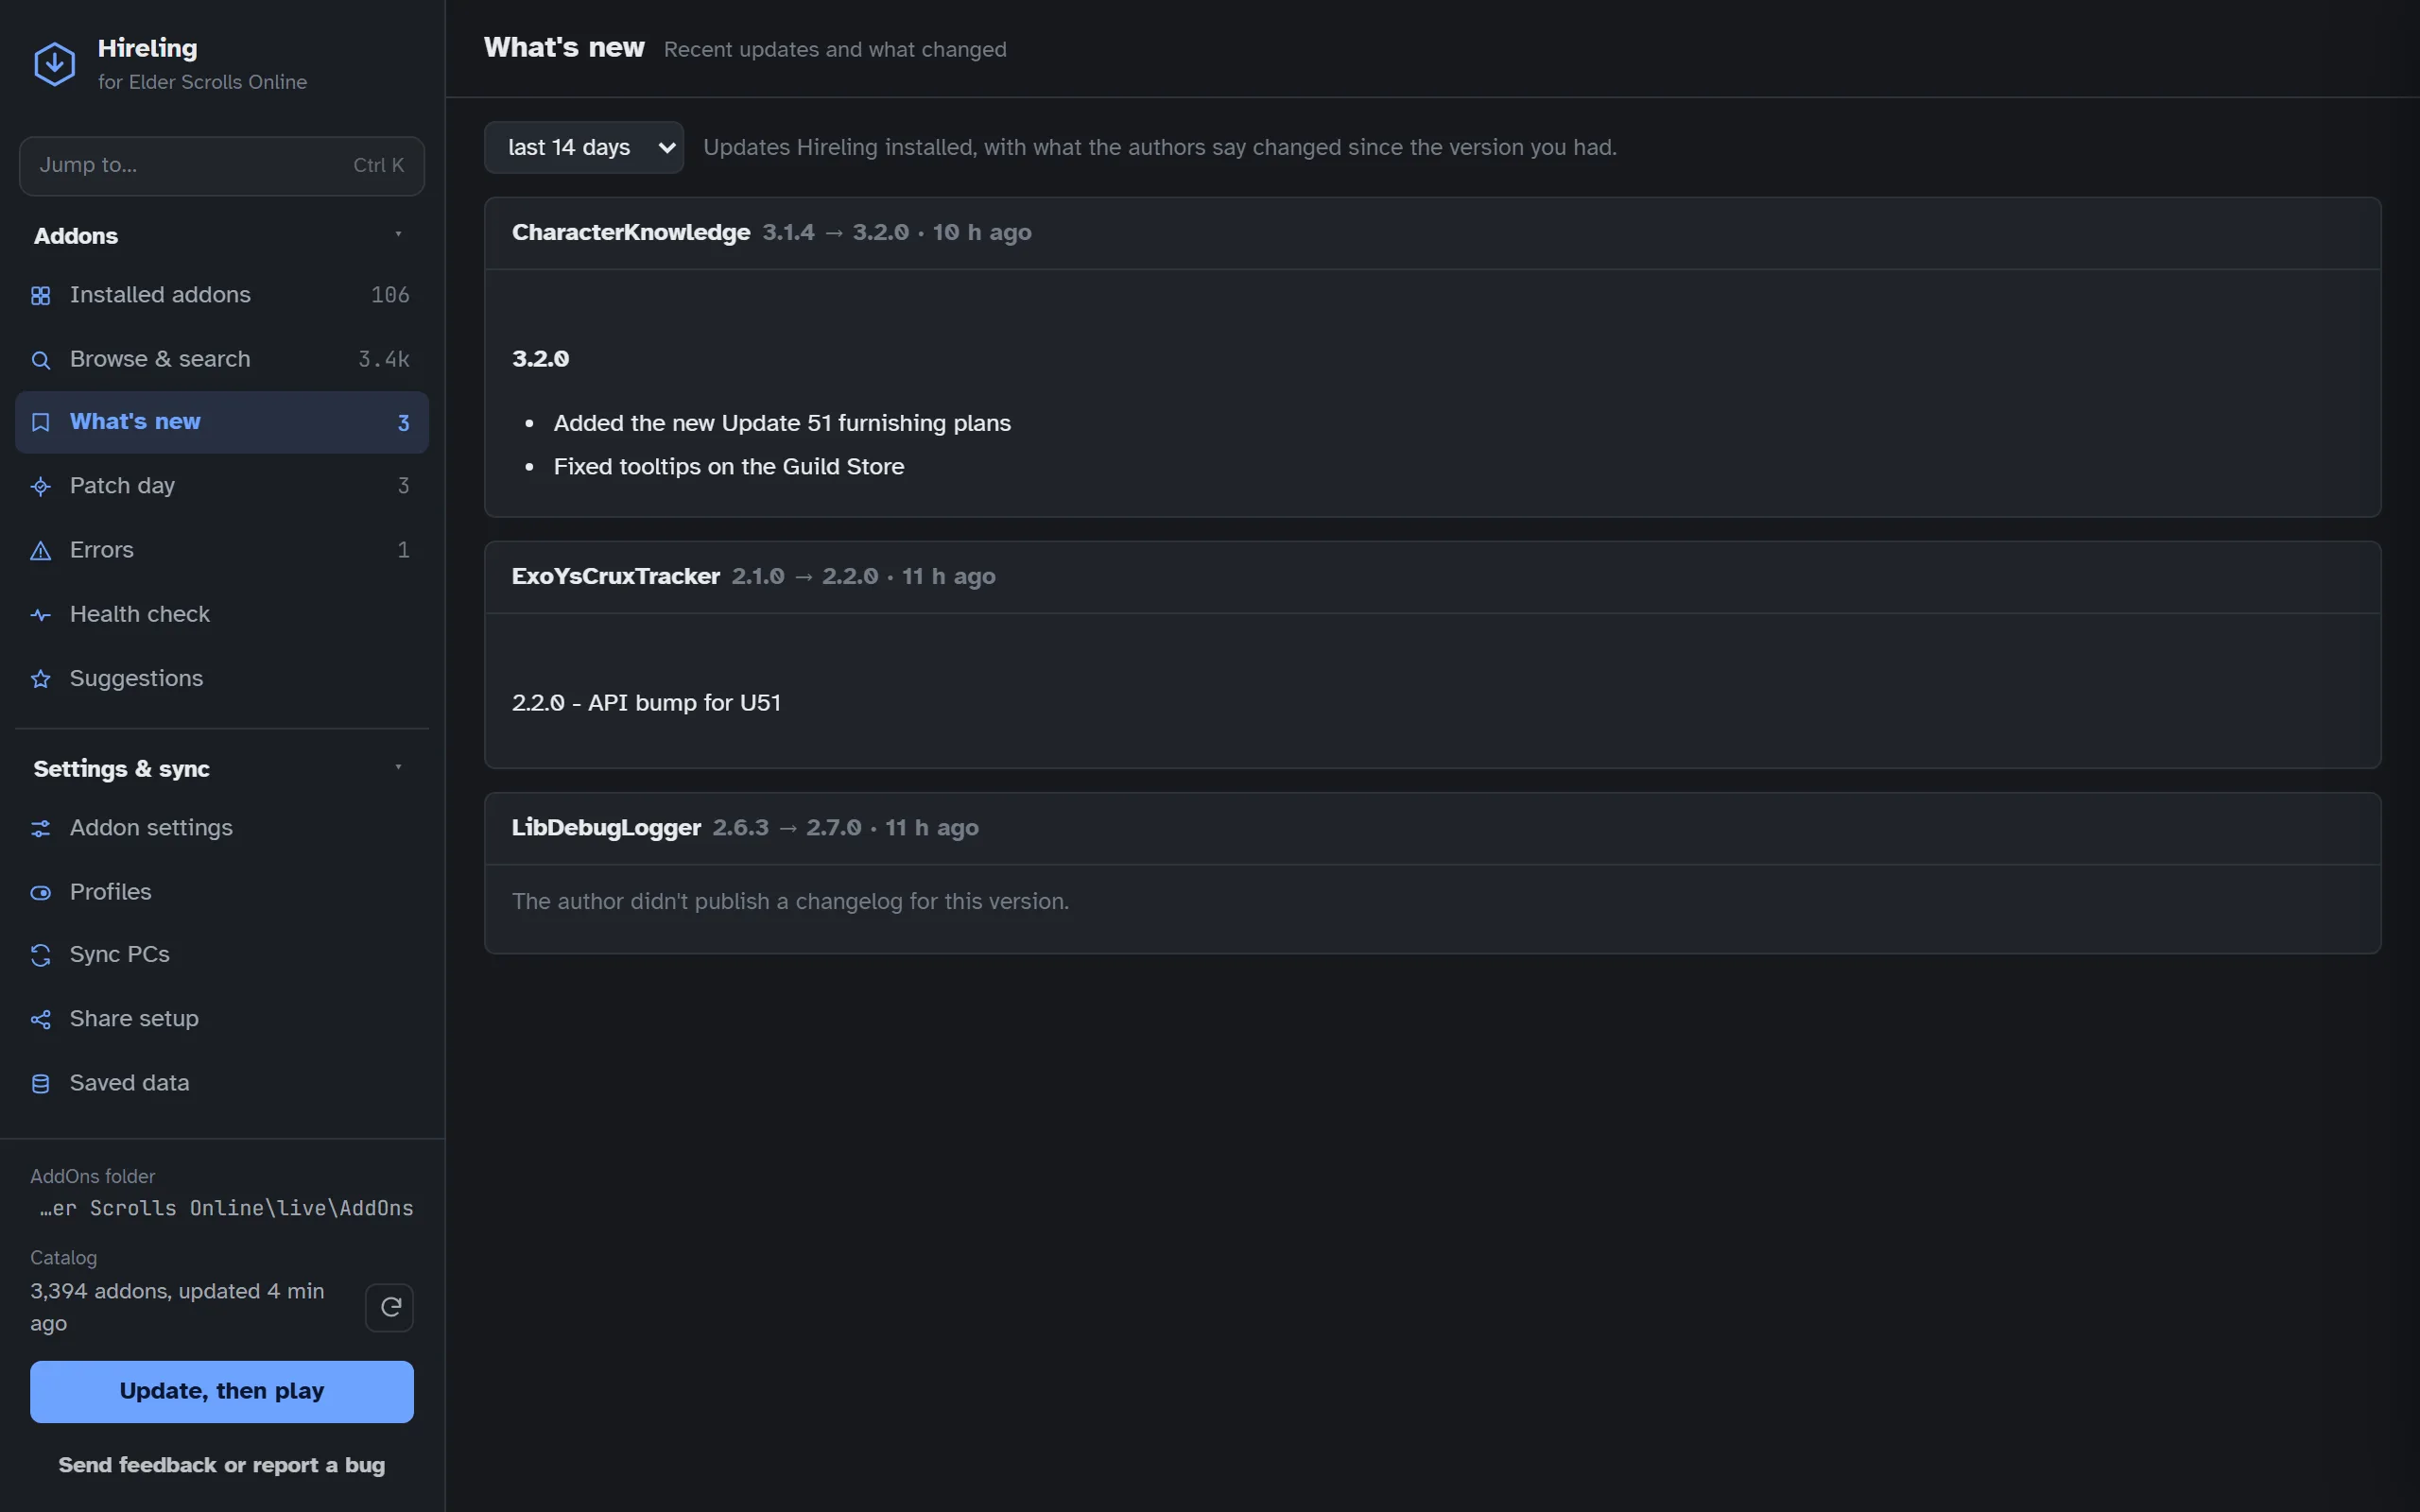 Hireling
for Elder Scrolls Online
Jump to... Ctrl K
Addons
Installed addons 106
Browse & search 3.4k
What's new 3
Patch day 3
Errors 1
Health check
Suggestions
Settings & sync
Addon settings
Profiles
Sync PCs
Share setup
Saved data
AddOns folder
…er Scrolls Online\live\AddOns
Catalog
3,394 addons, updated 4 min
ago
Update, then play
Send feedback or report a bug
What's new Recent updates and what changed
last 14 days Updates Hireling installed, with what the authors say changed since the version you had.
CharacterKnowledge 3.1.4 → 3.2.0 · 10 h ago
3.2.0
• Added the new Update 51 furnishing plans
• Fixed tooltips on the Guild Store
ExoYsCruxTracker 2.1.0 → 2.2.0 · 11 h ago
2.2.0 - API bump for U51
LibDebugLogger 2.6.3 → 2.7.0 · 11 h ago
The author didn't publish a changelog for this version.